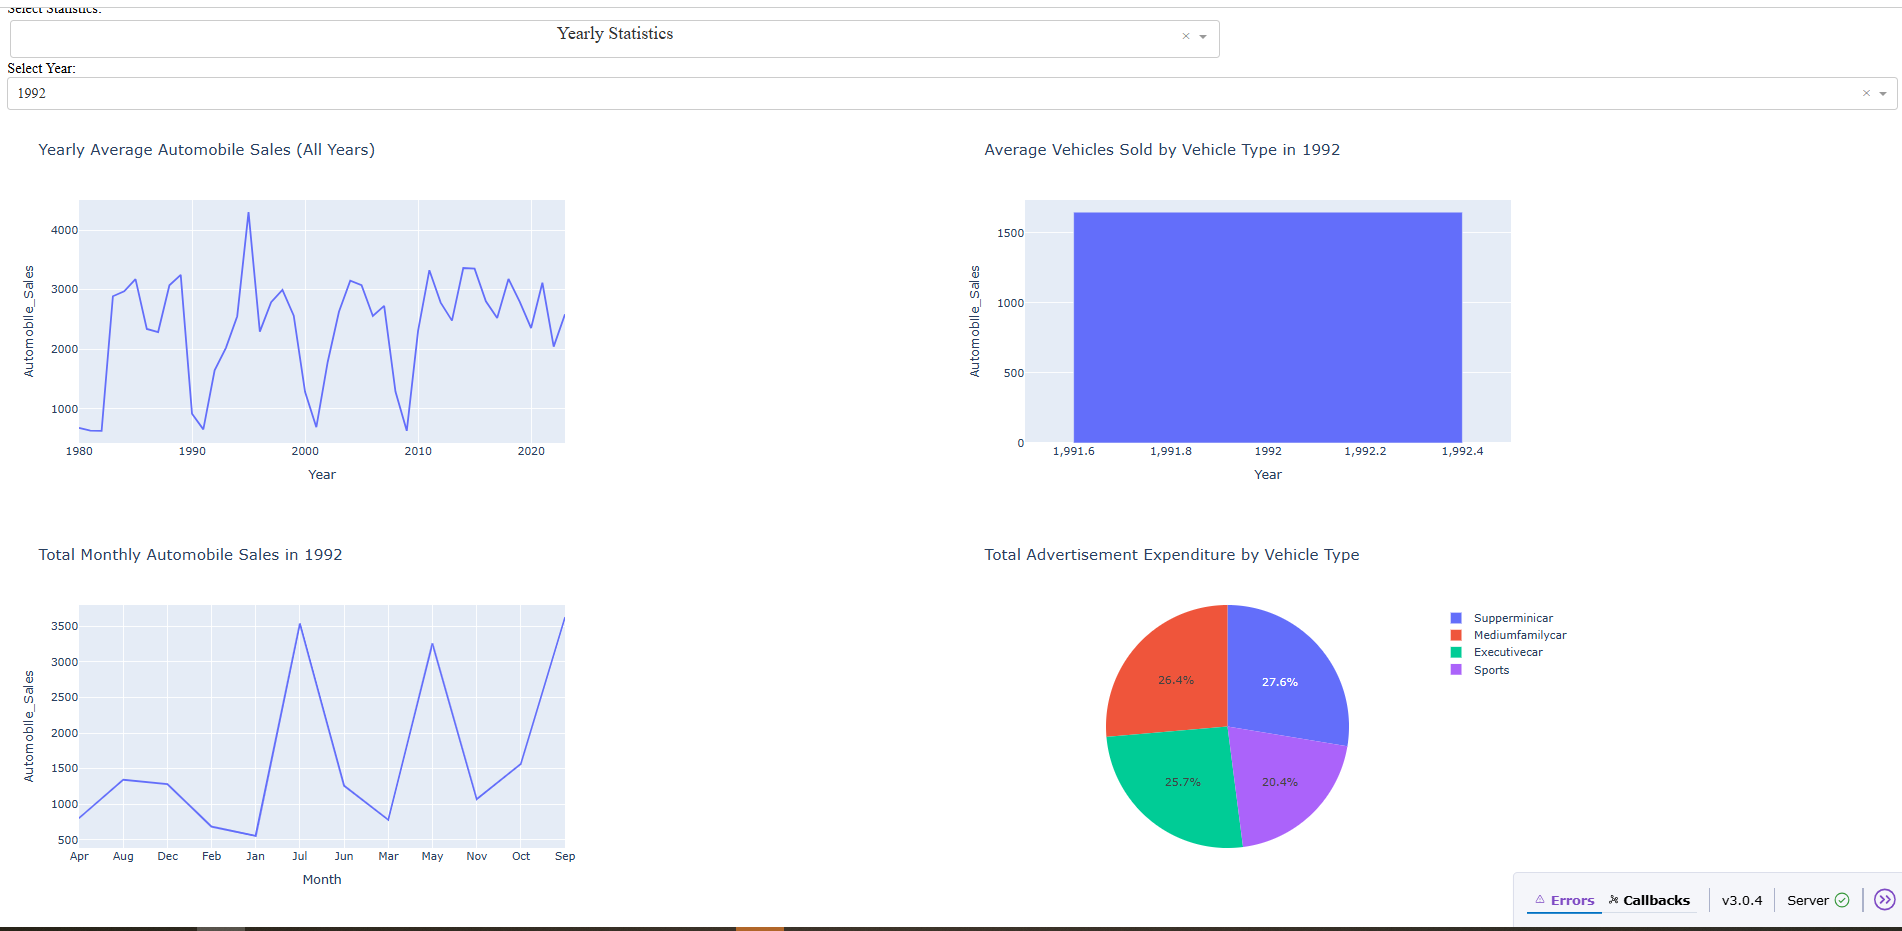 Select Statistics:
Yearly Statistics
×
Select Year:
1992
×
Yearly Average Automobile Sales (All Years)
Automobile_Sales
4000
3000
2000
1000
1980 1990 2000 2010 2020
Year
Average Vehicles Sold by Vehicle Type in 1992
Automobile_Sales
1500
1000
500
0
1,991.6 1,991.8 1992 1,992.2 1,992.4
Year
Total Monthly Automobile Sales in 1992
Automobile_Sales
3500
3000
2500
2000
1500
1000
500
Apr Aug Dec Feb Jan Jul Jun Mar May Nov Oct Sep
Month
Total Advertisement Expenditure by Vehicle Type
26.4%
27.6%
25.7%
20.4%
Supperminicar
Mediumfamilycar
Executivecar
Sports
Errors Callbacks v3.0.4 Server